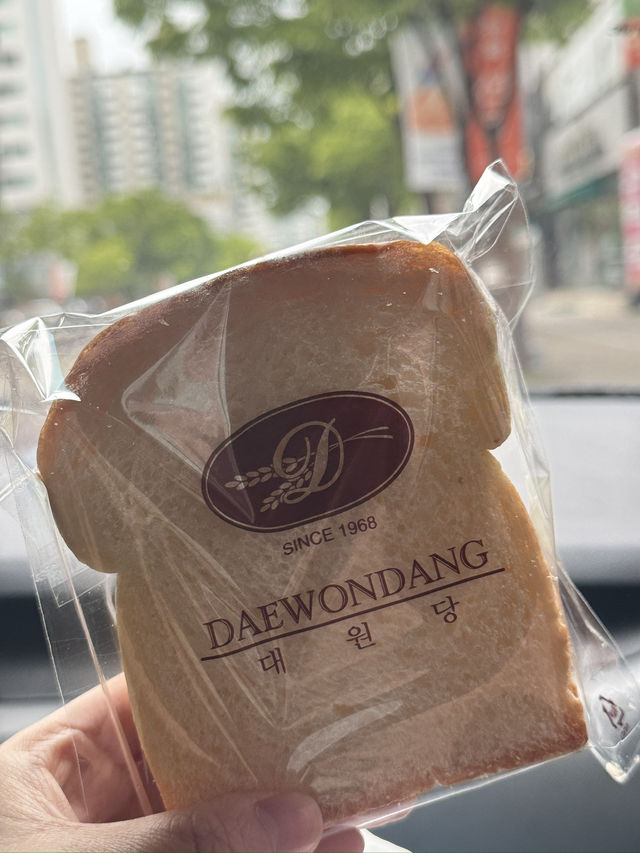 D
SINCE 1968
DAEWONDANG
대원당